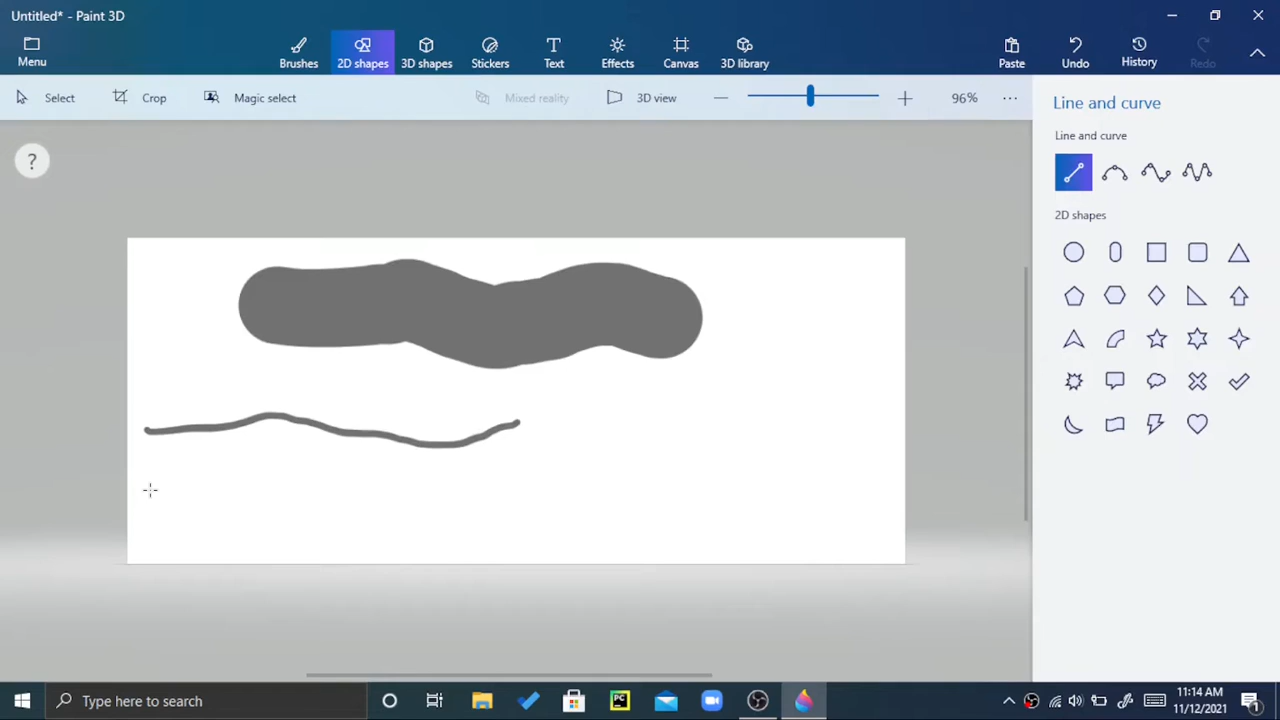 Untitled* - Paint 3D
Menu
Brushes
2D shapes
3D shapes
Stickers
Text
Effects
Canvas
3D library
Paste
Undo
History
Redo
Select
Crop
Magic select
Mixed reality
3D view
96%
Line and curve
Line and curve
2D shapes
?
Type here to search
PC
11:14 AM
11/12/2021
1